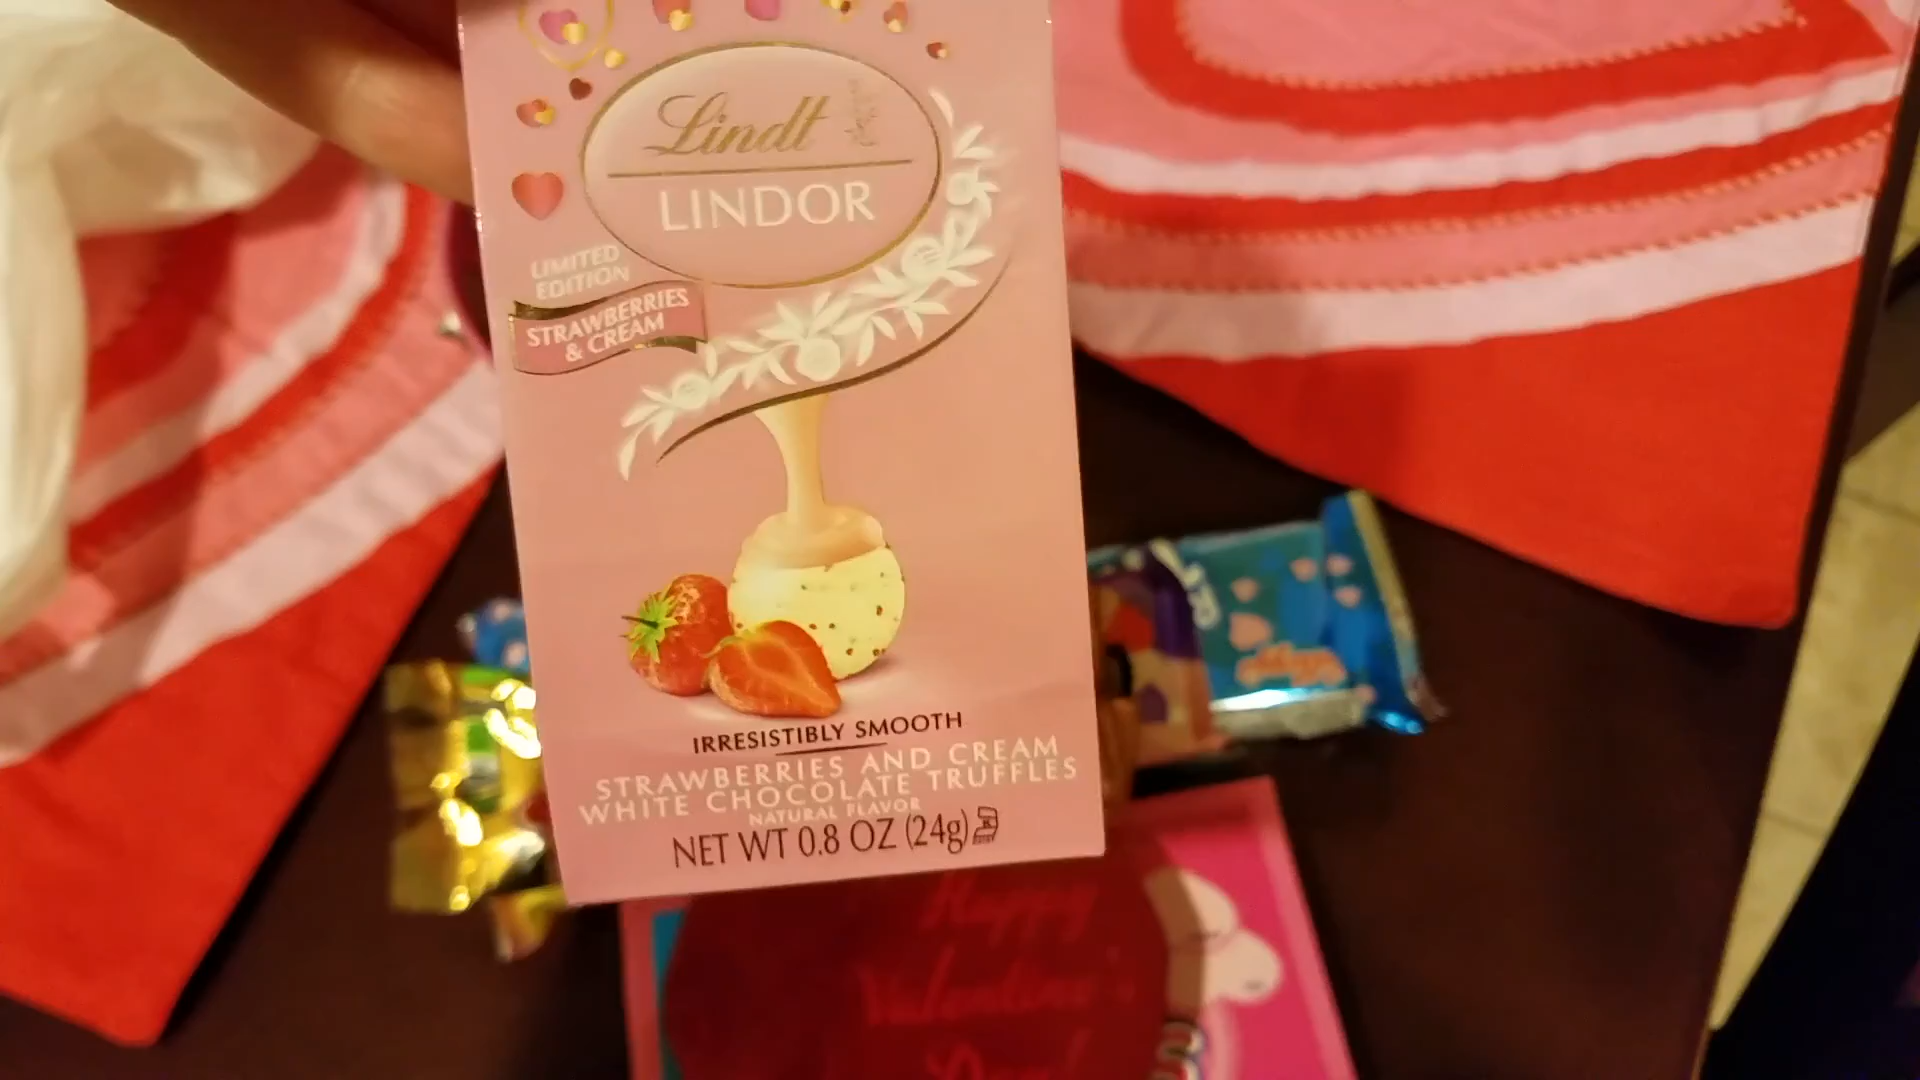 Lindt
LINDOR
LIMITED
EDITION
STRAWBERRIES
& CREAM
IRRESISTIBLY SMOOTH
STRAWBERRIES AND CREAM
WHITE CHOCOLATE TRUFFLES
NATURAL FLAVOR
NET WT 0.8 OZ (24g)
Happy
Valentine's
Day!